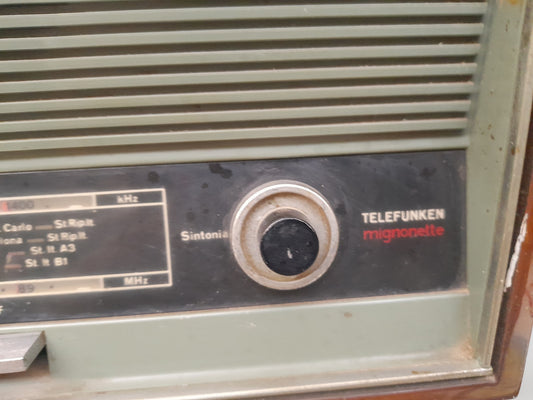 1400 kHz
. Carlo — St Rip. It.
ona — St Rip. It.
St. It A3
St. It B1
89 MHz
Sintonia
TELEFUNKEN
mignonette